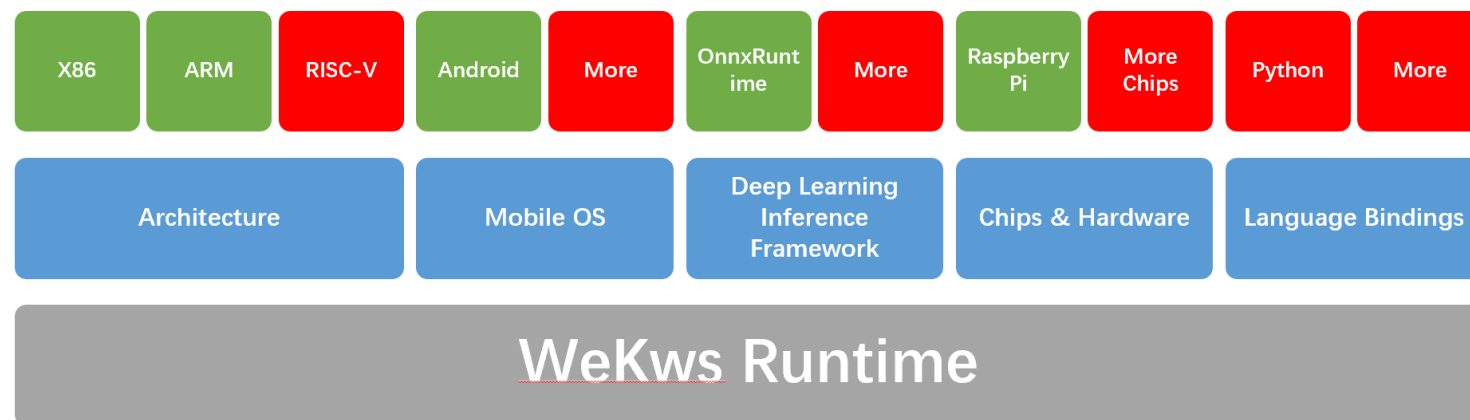 X86
ARM
RISC-V
Android
More
OnnxRunt
ime
More
Raspberry
Pi
More
Chips
Python
More
Architecture
Mobile OS
Deep Learning
Inference
Framework
Chips & Hardware
Language Bindings
WeKws Runtime